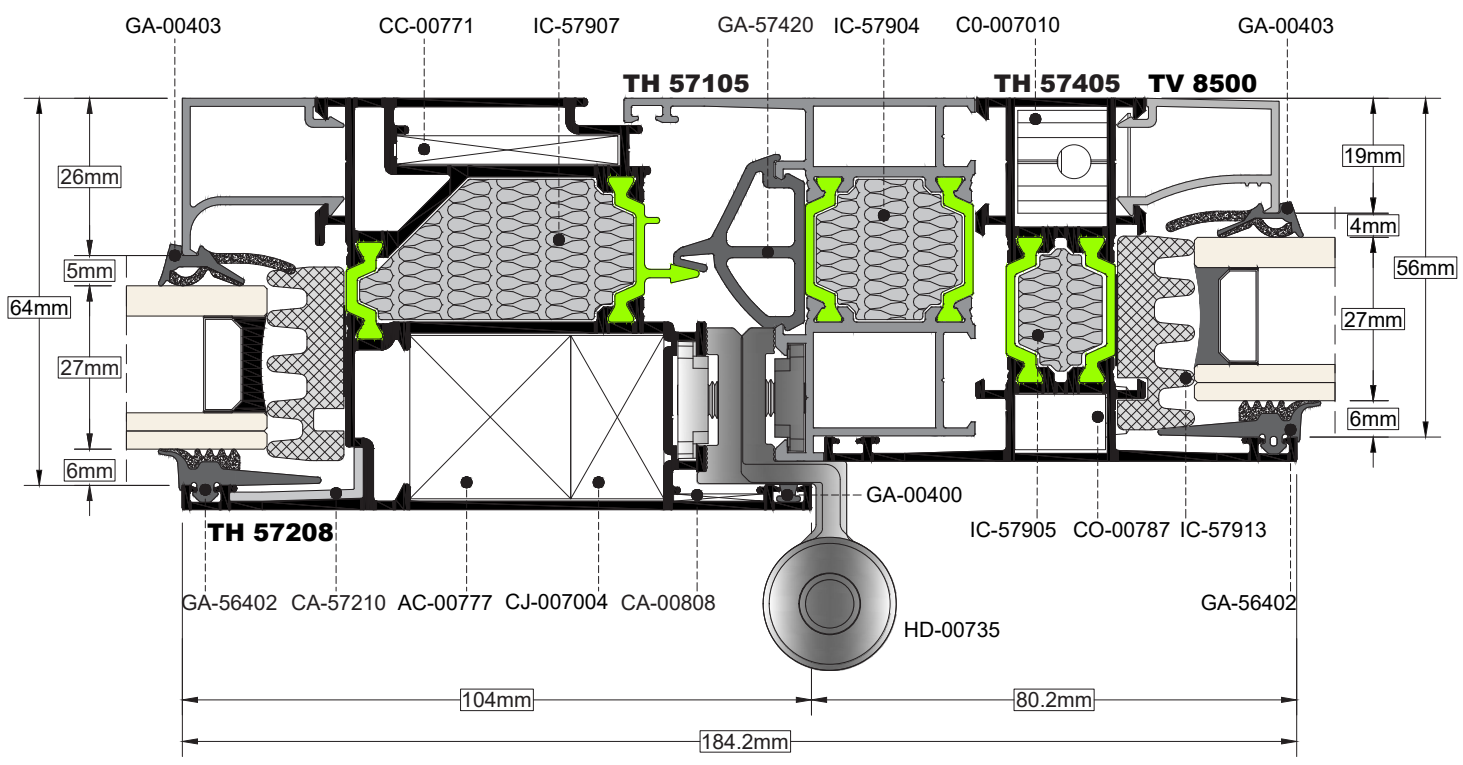 GA-00403 CC-00771 IC-57907 GA-57420 IC-57904 C0-007010 GA-00403
TH 57105 TH 57405 TV 8500
26mm
5mm
64mm
27mm
6mm
19mm
4mm
56mm
27mm
6mm
GA-00400
TH 57208
IC-57905 CO-00787 IC-57913
GA-56402 CA-57210 AC-00777 CJ-007004 CA-00808 GA-56402
HD-00735
104mm 80.2mm
184.2mm